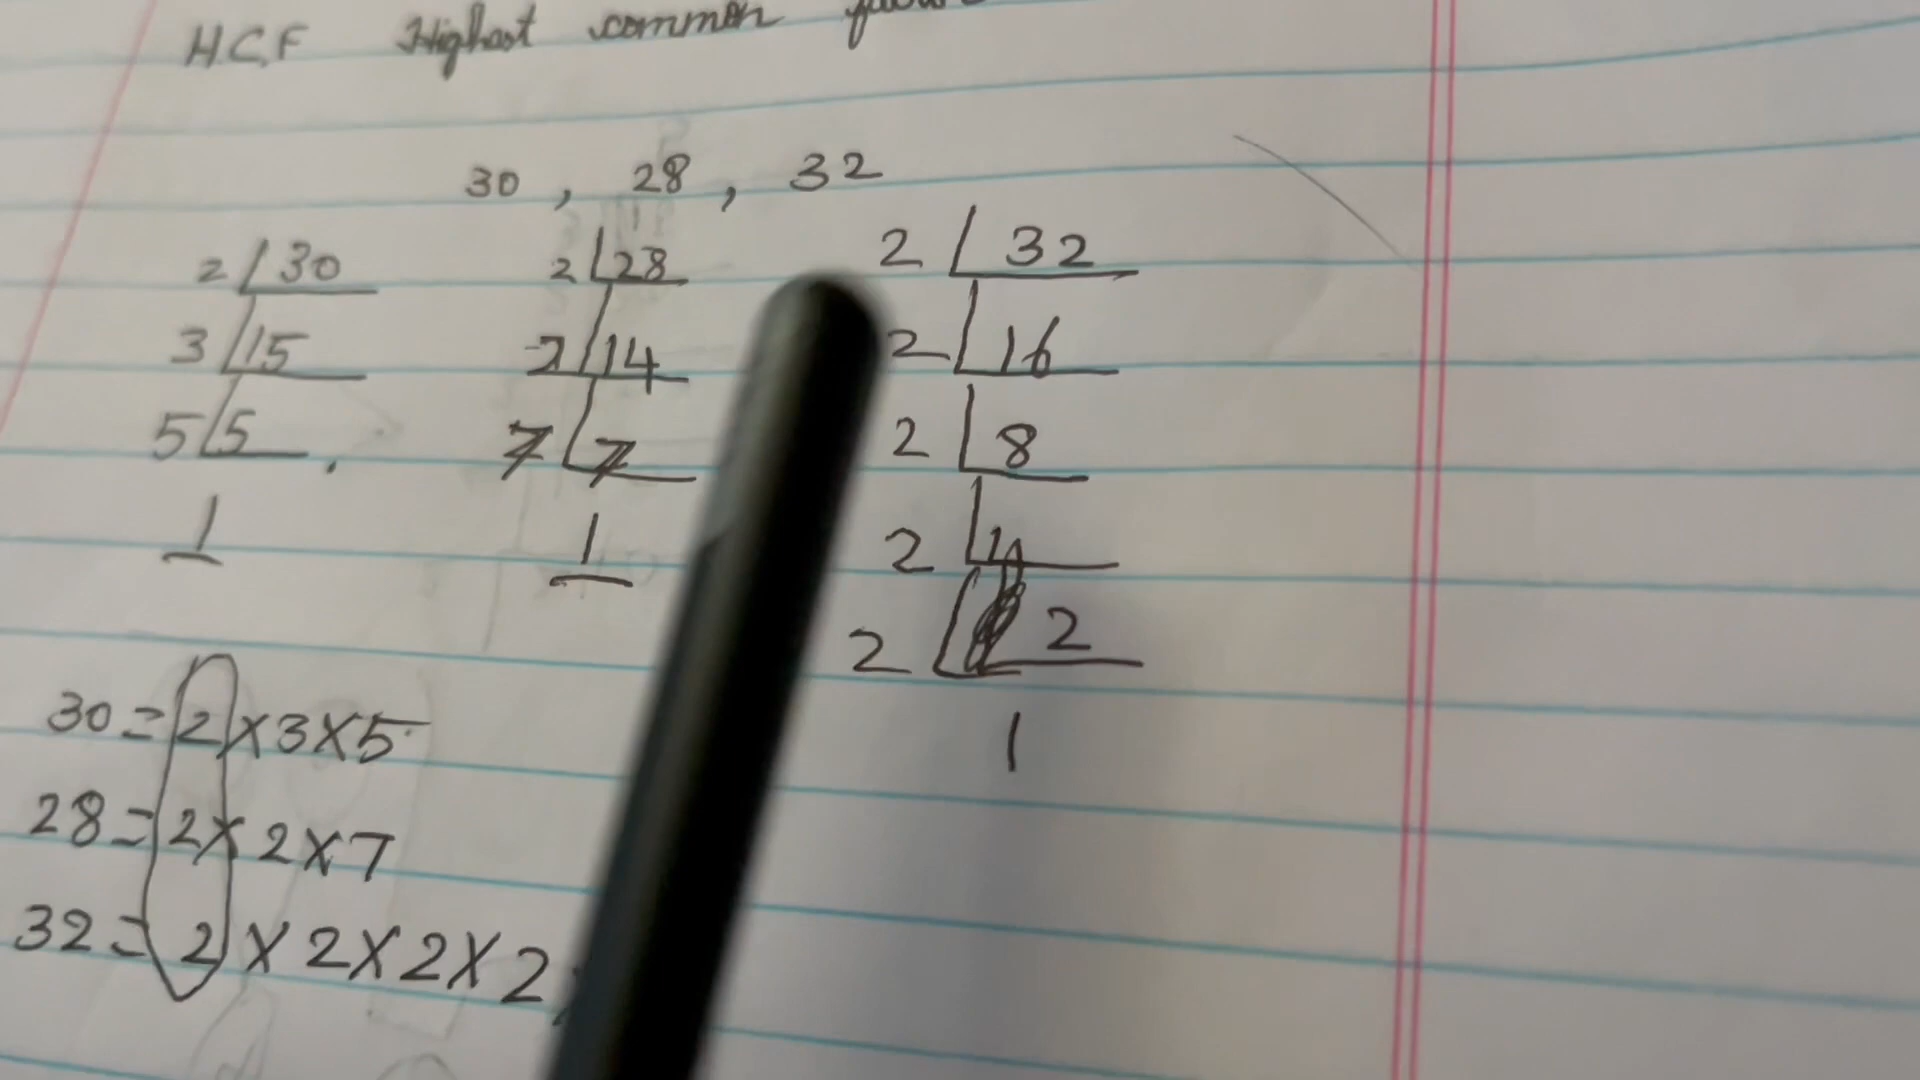 H.C.F Highest common
30 , 28 , 32
2 30 2 28 2 32
3 15 2 14 2 16
5 5 7 7 2 8
1 1 2
2 2
1
30 = 2 × 3 × 5
28 = 2 × 2 × 7
32 = 2 × 2 × 2 × 2